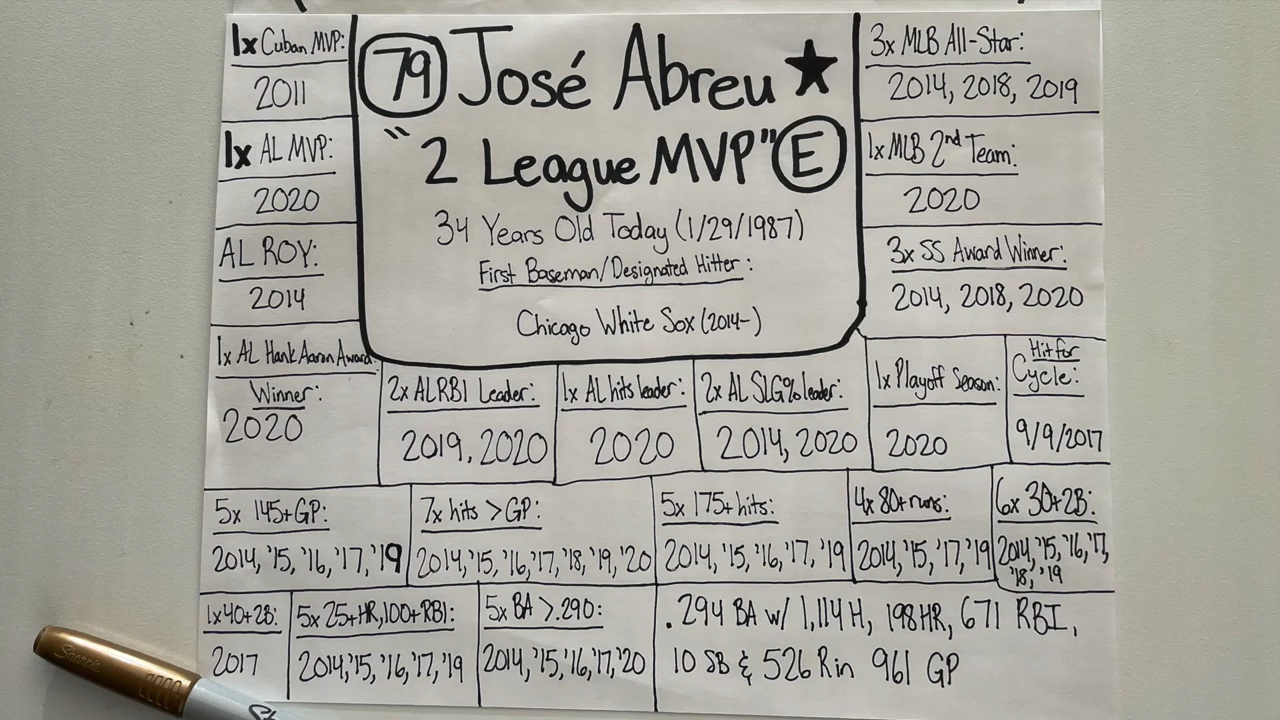 1x Cuban MVP:
2011
1x AL MVP:
2020
AL ROY:
2014
1x AL Hank Aaron Award
Winner:
2020
79 José Abreu ★
"2 League MVP" E
34 Years Old Today (1/29/1987)
First Baseman/Designated Hitter:
Chicago White Sox (2014-)
3x MLB All-Star:
2014, 2018, 2019
1x MLB 2nd Team:
2020
3x SS Award Winner:
2014, 2018, 2020
2x AL RBI Leader:
2019, 2020
1x AL hits leader:
2020
2x AL SLG% leader:
2014, 2020
1x Playoff Season:
2020
Hit for
Cycle:
9/9/2017
5x 145+GP:
2014, '15, '16, '17, '19
7x hits > GP:
2014, '15, '16, '17, '18, '19, '20
5x 175+ hits:
2014, '15, '16, '17, '19
4x 80+ runs:
2014, '15, '17, '19
6x 30+2B:
2014, '15, '16, '17,
'18, '19
1x 40+2B:
2017
5x 25+HR, 100+RBI:
2014, '15, '16, '17, '19
5x BA >.290:
2014, '15, '16, '17, '20
.294 BA w/ 1,114 H, 198 HR, 671 RBI,
10 SB & 526 R in 961 GP
Sharpie